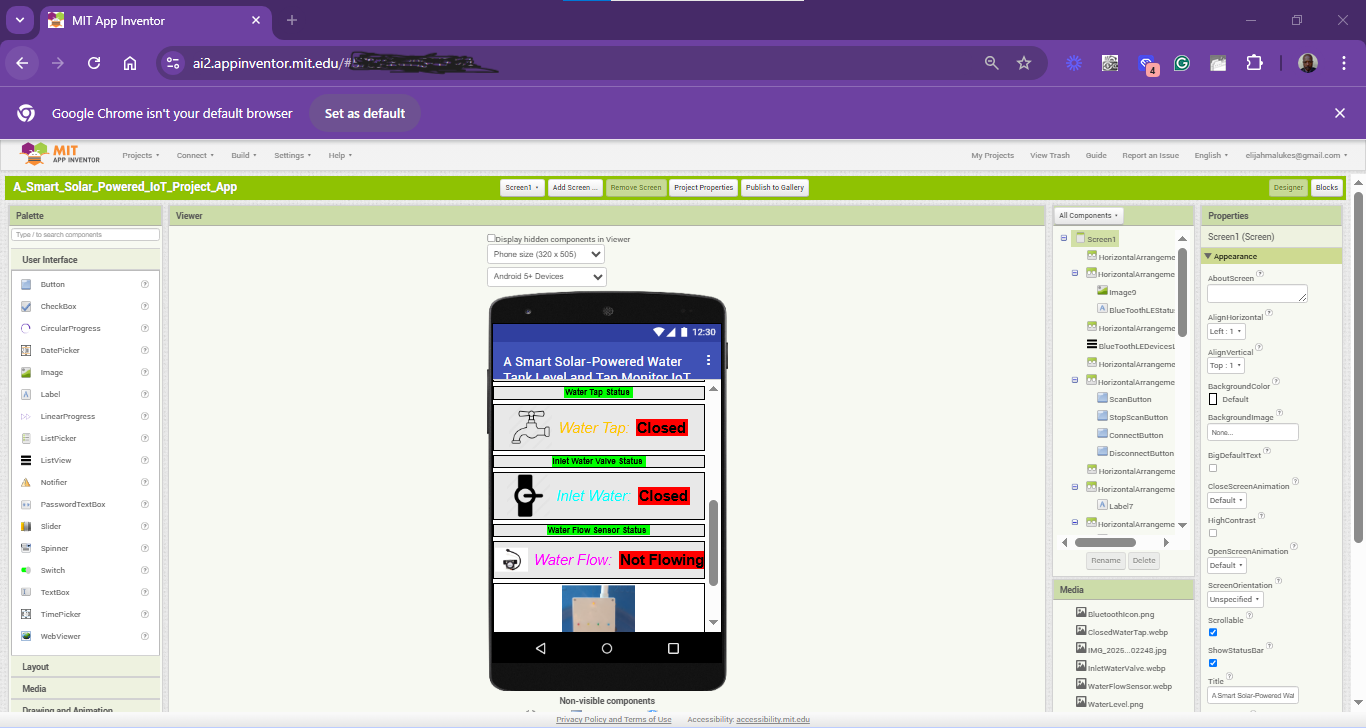 MIT App Inventor
ai2.appinventor.mit.edu/#
4
Google Chrome isn't your default browser
Set as default
MIT
APP INVENTOR
Projects
Connect
Build
Settings
Help
My Projects
View Trash
Guide
Report an Issue
English
elijahmalukes@gmail.com
A_Smart_Solar_Powered_IoT_Project_App
Screen1
Add Screen ...
Remove Screen
Project Properties
Publish to Gallery
Designer
Blocks
Palette
Type / to search components
User Interface
Button
CheckBox
CircularProgress
DatePicker
Image
Label
LinearProgress
ListPicker
ListView
Notifier
PasswordTextBox
Slider
Spinner
Switch
TextBox
TimePicker
WebViewer
Layout
Media
Drawing and Animation
Viewer
Display hidden components in Viewer
Phone size (320 x 505)
Android 5+ Devices
12:30
A Smart Solar-Powered Water
Tank Level and Tap Monitor IoT
Water Tap Status
Water Tap: Closed
Inlet Water Valve Status
Inlet Water: Closed
Water Flow Sensor Status
Water Flow: Not Flowing
Non-visible components
All Components
Screen1
HorizontalArrangeme
HorizontalArrangeme
Image9
BlueToothLEStatu
HorizontalArrangeme
BlueToothLEDevicesL
HorizontalArrangeme
HorizontalArrangeme
ScanButton
StopScanButton
ConnectButton
DisconnectButton
HorizontalArrangeme
HorizontalArrangeme
Label7
HorizontalArrangeme
Rename
Delete
Media
BluetoothIcon.png
ClosedWaterTap.webp
IMG_2025...02248.jpg
InletWaterValve.webp
WaterFlowSensor.webp
WaterLevel.png
Properties
Screen1 (Screen)
Appearance
AboutScreen
AlignHorizontal
Left : 1
AlignVertical
Top : 1
BackgroundColor
Default
BackgroundImage
None...
BigDefaultText
CloseScreenAnimation
Default
HighContrast
OpenScreenAnimation
Default
ScreenOrientation
Unspecified
Scrollable
ShowStatusBar
Title
A Smart Solar-Powered Wat
Privacy Policy and Terms of Use
Accessibility: accessibility.mit.edu